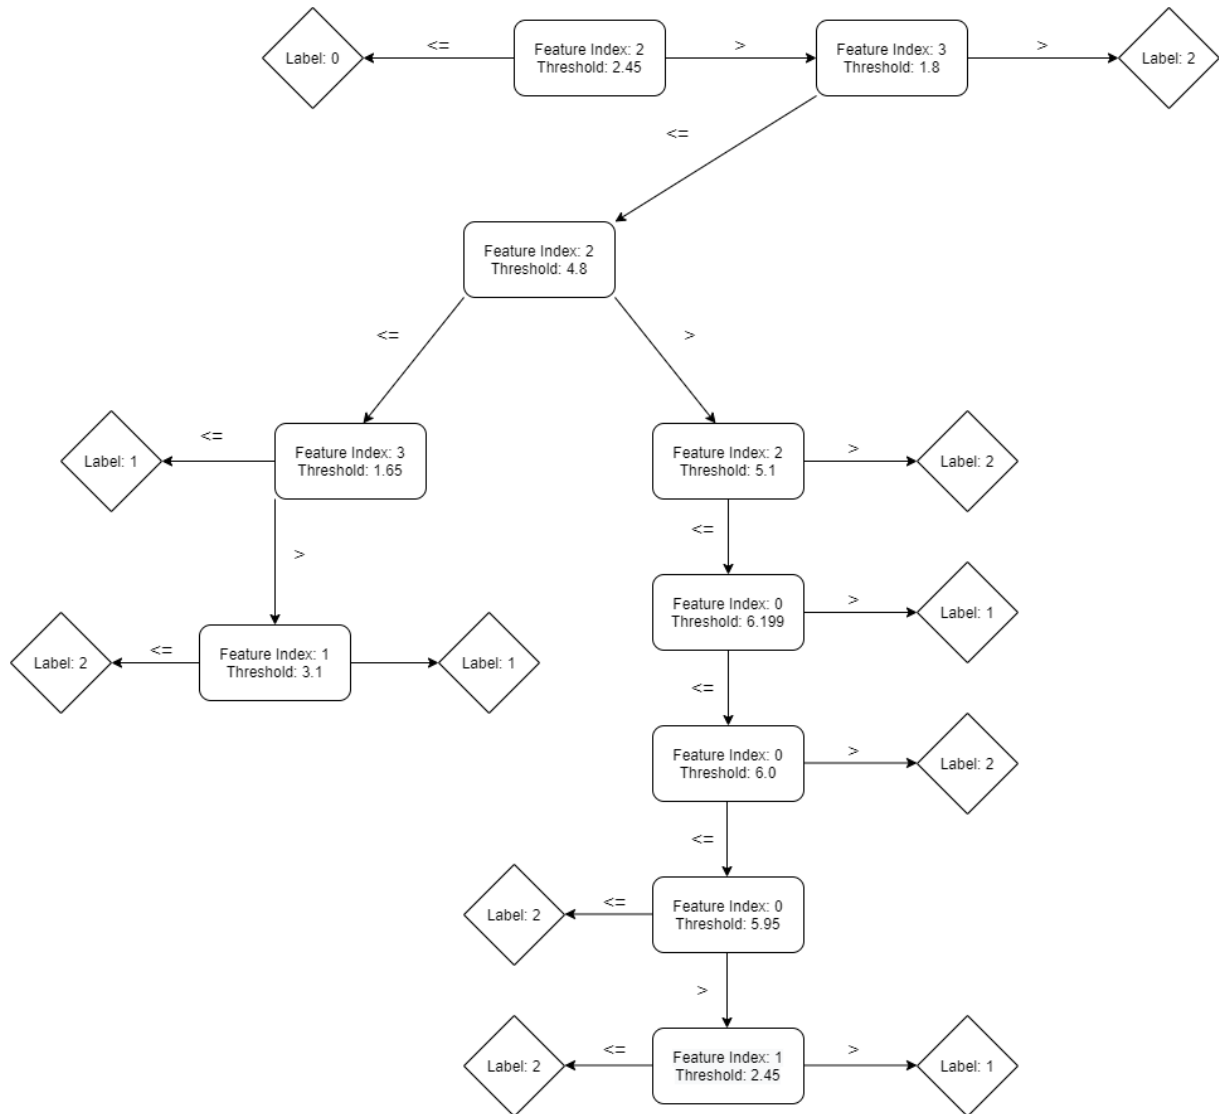 Label: 0
<=
Feature Index: 2
Threshold: 2.45
>
Feature Index: 3
Threshold: 1.8
>
Label: 2
<=
Feature Index: 2
Threshold: 4.8
<=
>
Label: 1
<=
Feature Index: 3
Threshold: 1.65
Feature Index: 2
Threshold: 5.1
>
Label: 2
>
<=
Feature Index: 0
Threshold: 6.199
>
Label: 1
Label: 2
<=
Feature Index: 1
Threshold: 3.1
Label: 1
<=
Feature Index: 0
Threshold: 6.0
>
Label: 2
<=
Label: 2
<=
Feature Index: 0
Threshold: 5.95
>
Label: 2
<=
Feature Index: 1
Threshold: 2.45
>
Label: 1